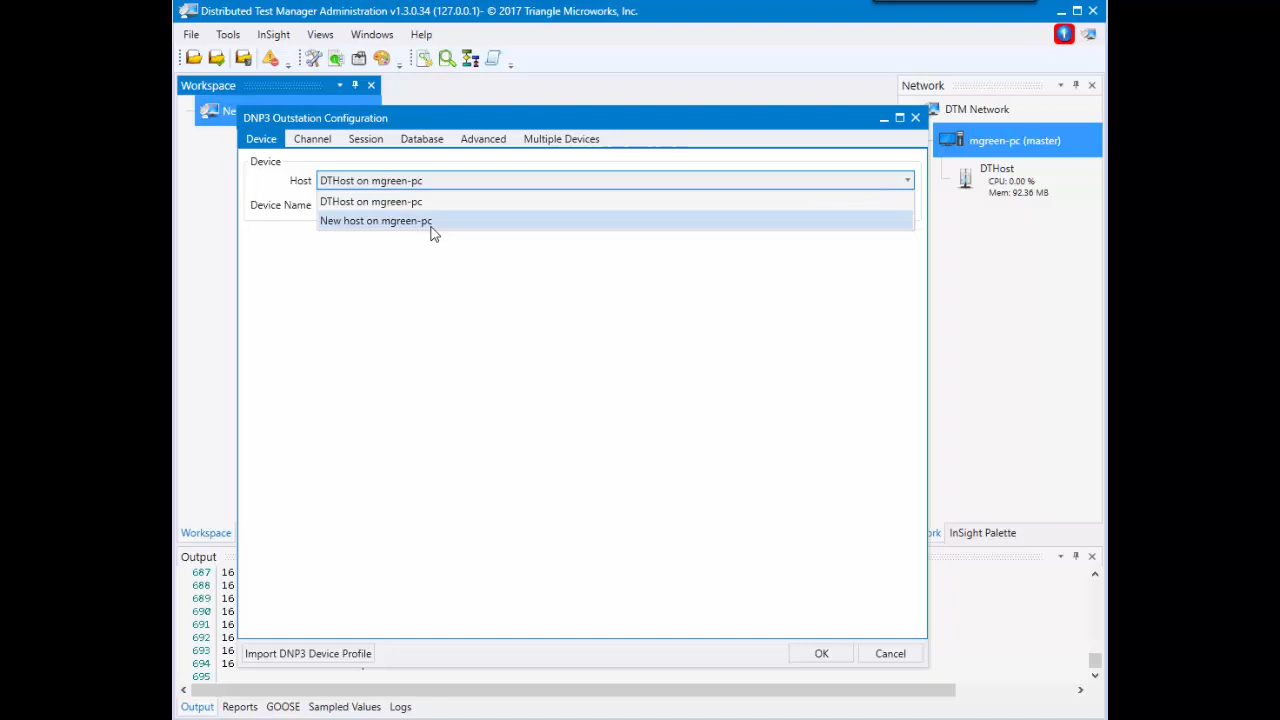 Distributed Test Manager Administration v1.3.0.34 (127.0.0.1)- © 2017 Triangle Microworks, Inc.
File Tools InSight Views Windows Help
Workspace
Network
Ne
DTM Network
DNP3 Outstation Configuration
Device Channel Session Database Advanced Multiple Devices
mgreen-pc (master)
Device
Host DTHost on mgreen-pc
DTHost
CPU: 0.00 %
Mem: 92.36 MB
Device Name
DTHost on mgreen-pc
New host on mgreen-pc
Workspace
ork InSight Palette
Output
687 16
688 16
689 16
690 16
691 16
692 16
693 16
694 16
695
Import DNP3 Device Profile OK Cancel
Output Reports GOOSE Sampled Values Logs